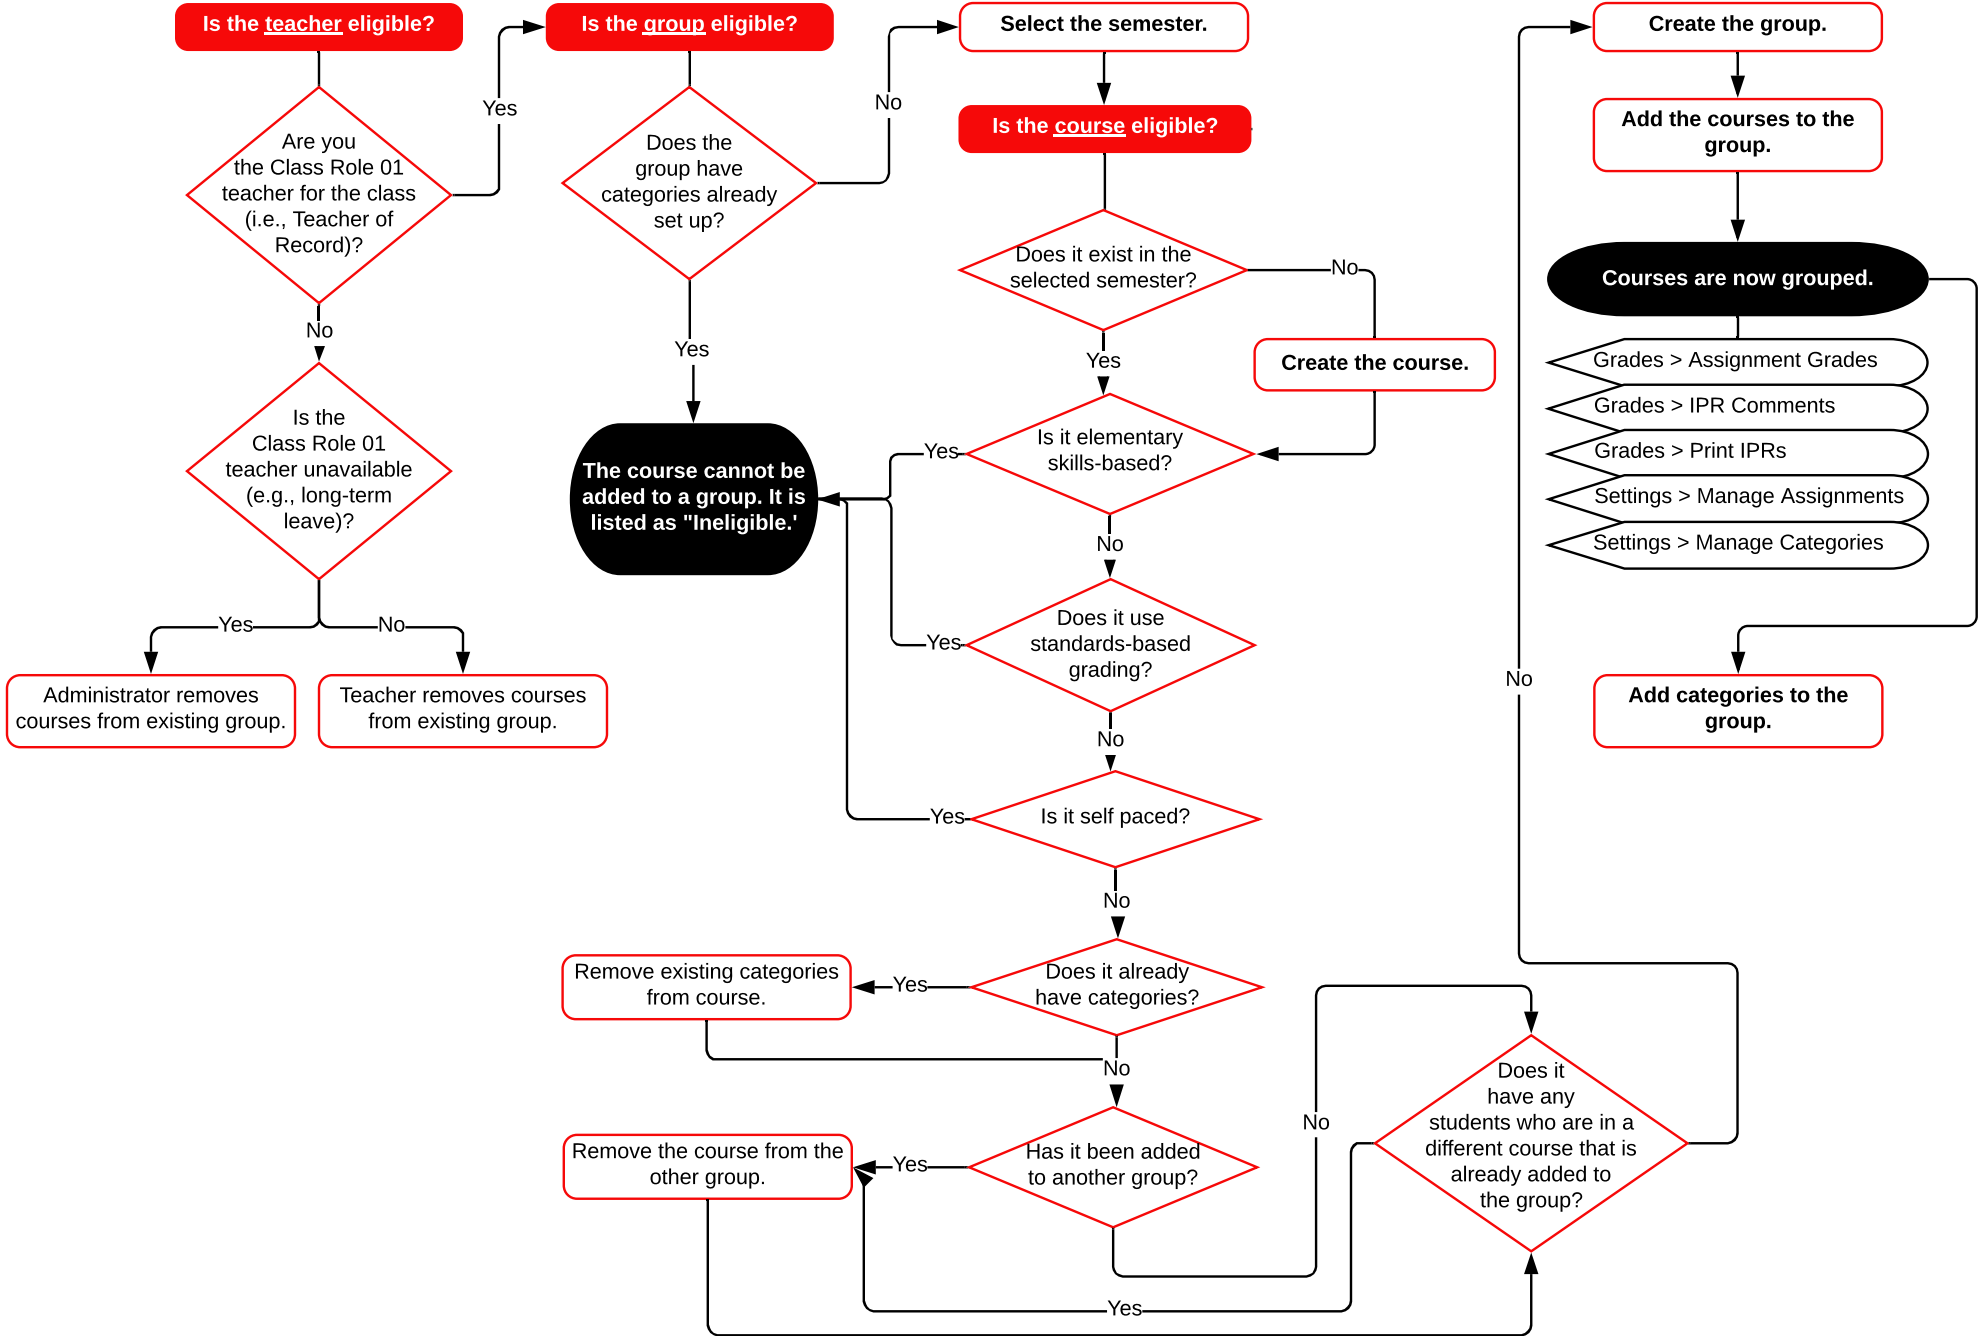 Is the teacher eligible?
Yes
Are you
the Class Role 01
teacher for the class
(i.e., Teacher of
Record)?
No
Is the
Class Role 01
teacher unavailable
(e.g., long-term
leave)?
Yes
No
Administrator removes
courses from existing group.
Teacher removes courses
from existing group.
Is the group eligible?
No
Does the
group have
categories already
set up?
Yes
The course cannot be
added to a group. It is
listed as "Ineligible.'
Select the semester.
Is the course eligible?
Does it exist in the
selected semester?
No
Create the course.
Yes
Is it elementary
skills-based?
Yes
No
Does it use
standards-based
grading?
Yes
No
Is it self paced?
Yes
No
Does it already
have categories?
Yes
Remove existing categories
from course.
No
Has it been added
to another group?
Yes
Remove the course from the
other group.
No
Does it
have any
students who are in a
different course that is
already added to
the group?
Yes
No
Create the group.
Add the courses to the
group.
Courses are now grouped.
Grades > Assignment Grades
Grades > IPR Comments
Grades > Print IPRs
Settings > Manage Assignments
Settings > Manage Categories
Add categories to the
group.